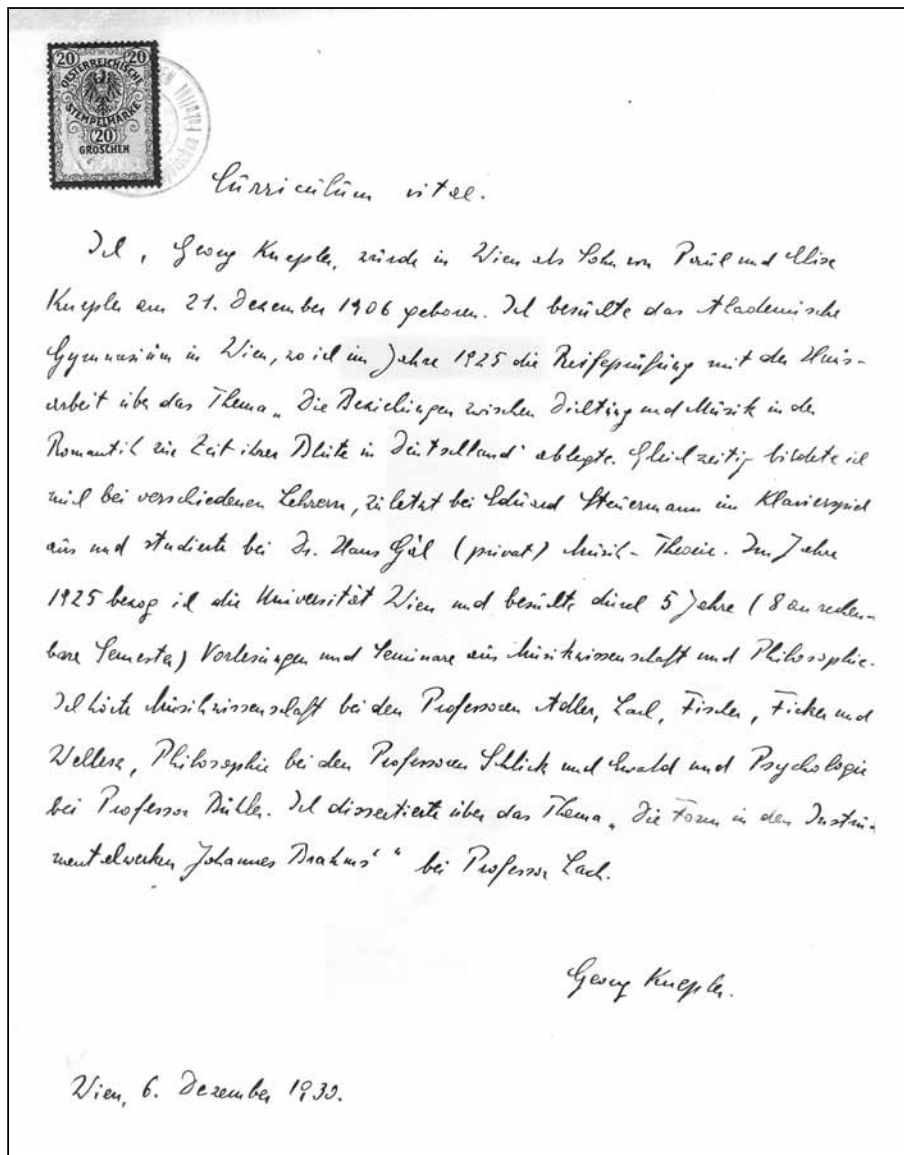 20 20
OESTERREICHISCHE
STEMPELMARKE
20
GROSCHEN
Curriculum vitae.
Ich, Georg Knepler, wurde in Wien als Sohn von Paul und Elise
Knepler am 21. Dezember 1906 geboren. Ich besuchte das Akademische
Gymnasium in Wien, wo ich im Jahre 1925 die Reifeprüfung mit der Haus-
arbeit über das Thema „Die Beziehungen zwischen Dichtung und Musik in der
Romantik zur Zeit ihrer Blüte in Deutschland" ablegte. Gleichzeitig bildete ich
mich bei verschiedenen Lehrern, zuletzt bei Eduard Steuermann im Klavierspiel
aus und studierte bei Dr. Hans Gál (privat) Musik-Theorie. Im Jahre
1925 bezog ich die Universität Wien und besuchte durch 5 Jahre (8 anrechen-
bare Semester) Vorlesungen und Seminare aus Musikwissenschaft und Philosophie.
Ich hörte Musikwissenschaft bei den Professoren Adler, Lach, Fischer, Ficker und
Wellesz, Philosophie bei den Professoren Schlick und Ewald und Psychologie
bei Professor Bühler. Ich dissertierte über das Thema „Die Form in den Instru-
mentalwerken Johannes Brahms'" bei Professor Lach.
Georg Knepler.
Wien, 6. Dezember 1930.